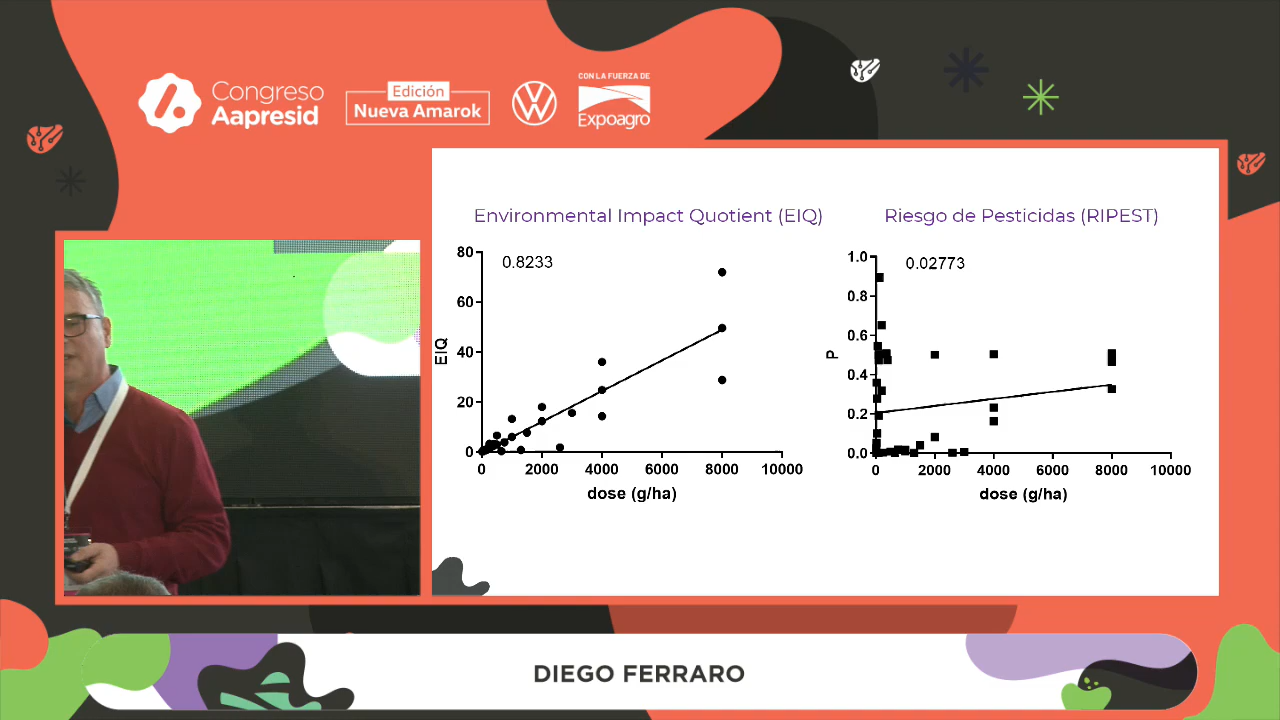 CON LA FUERZA DE
Congreso
Aapresid
Edición
Nueva Amarok
Expoagro
Environmental Impact Quotient (EIQ)
80
0.8233
60
40
20
0
EIQ
0
2000
4000
6000
8000
10000
dose (g/ha)
Riesgo de Pesticidas (RIPEST)
1.0
0.02773
0.8
0.6
0.4
0.2
0.0
P
0
2000
4000
6000
8000
10000
dose (g/ha)
DIEGO FERRARO